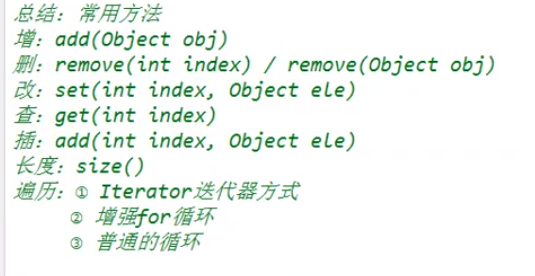 总结：常用方法
增：add(Object obj)
删：remove(int index) / remove(Object obj)
改：set(int index, Object ele)
查：get(int index)
插：add(int index, Object ele)
长度：size()
遍历：① Iterator迭代器方式
② 增强for循环
③ 普通的循环